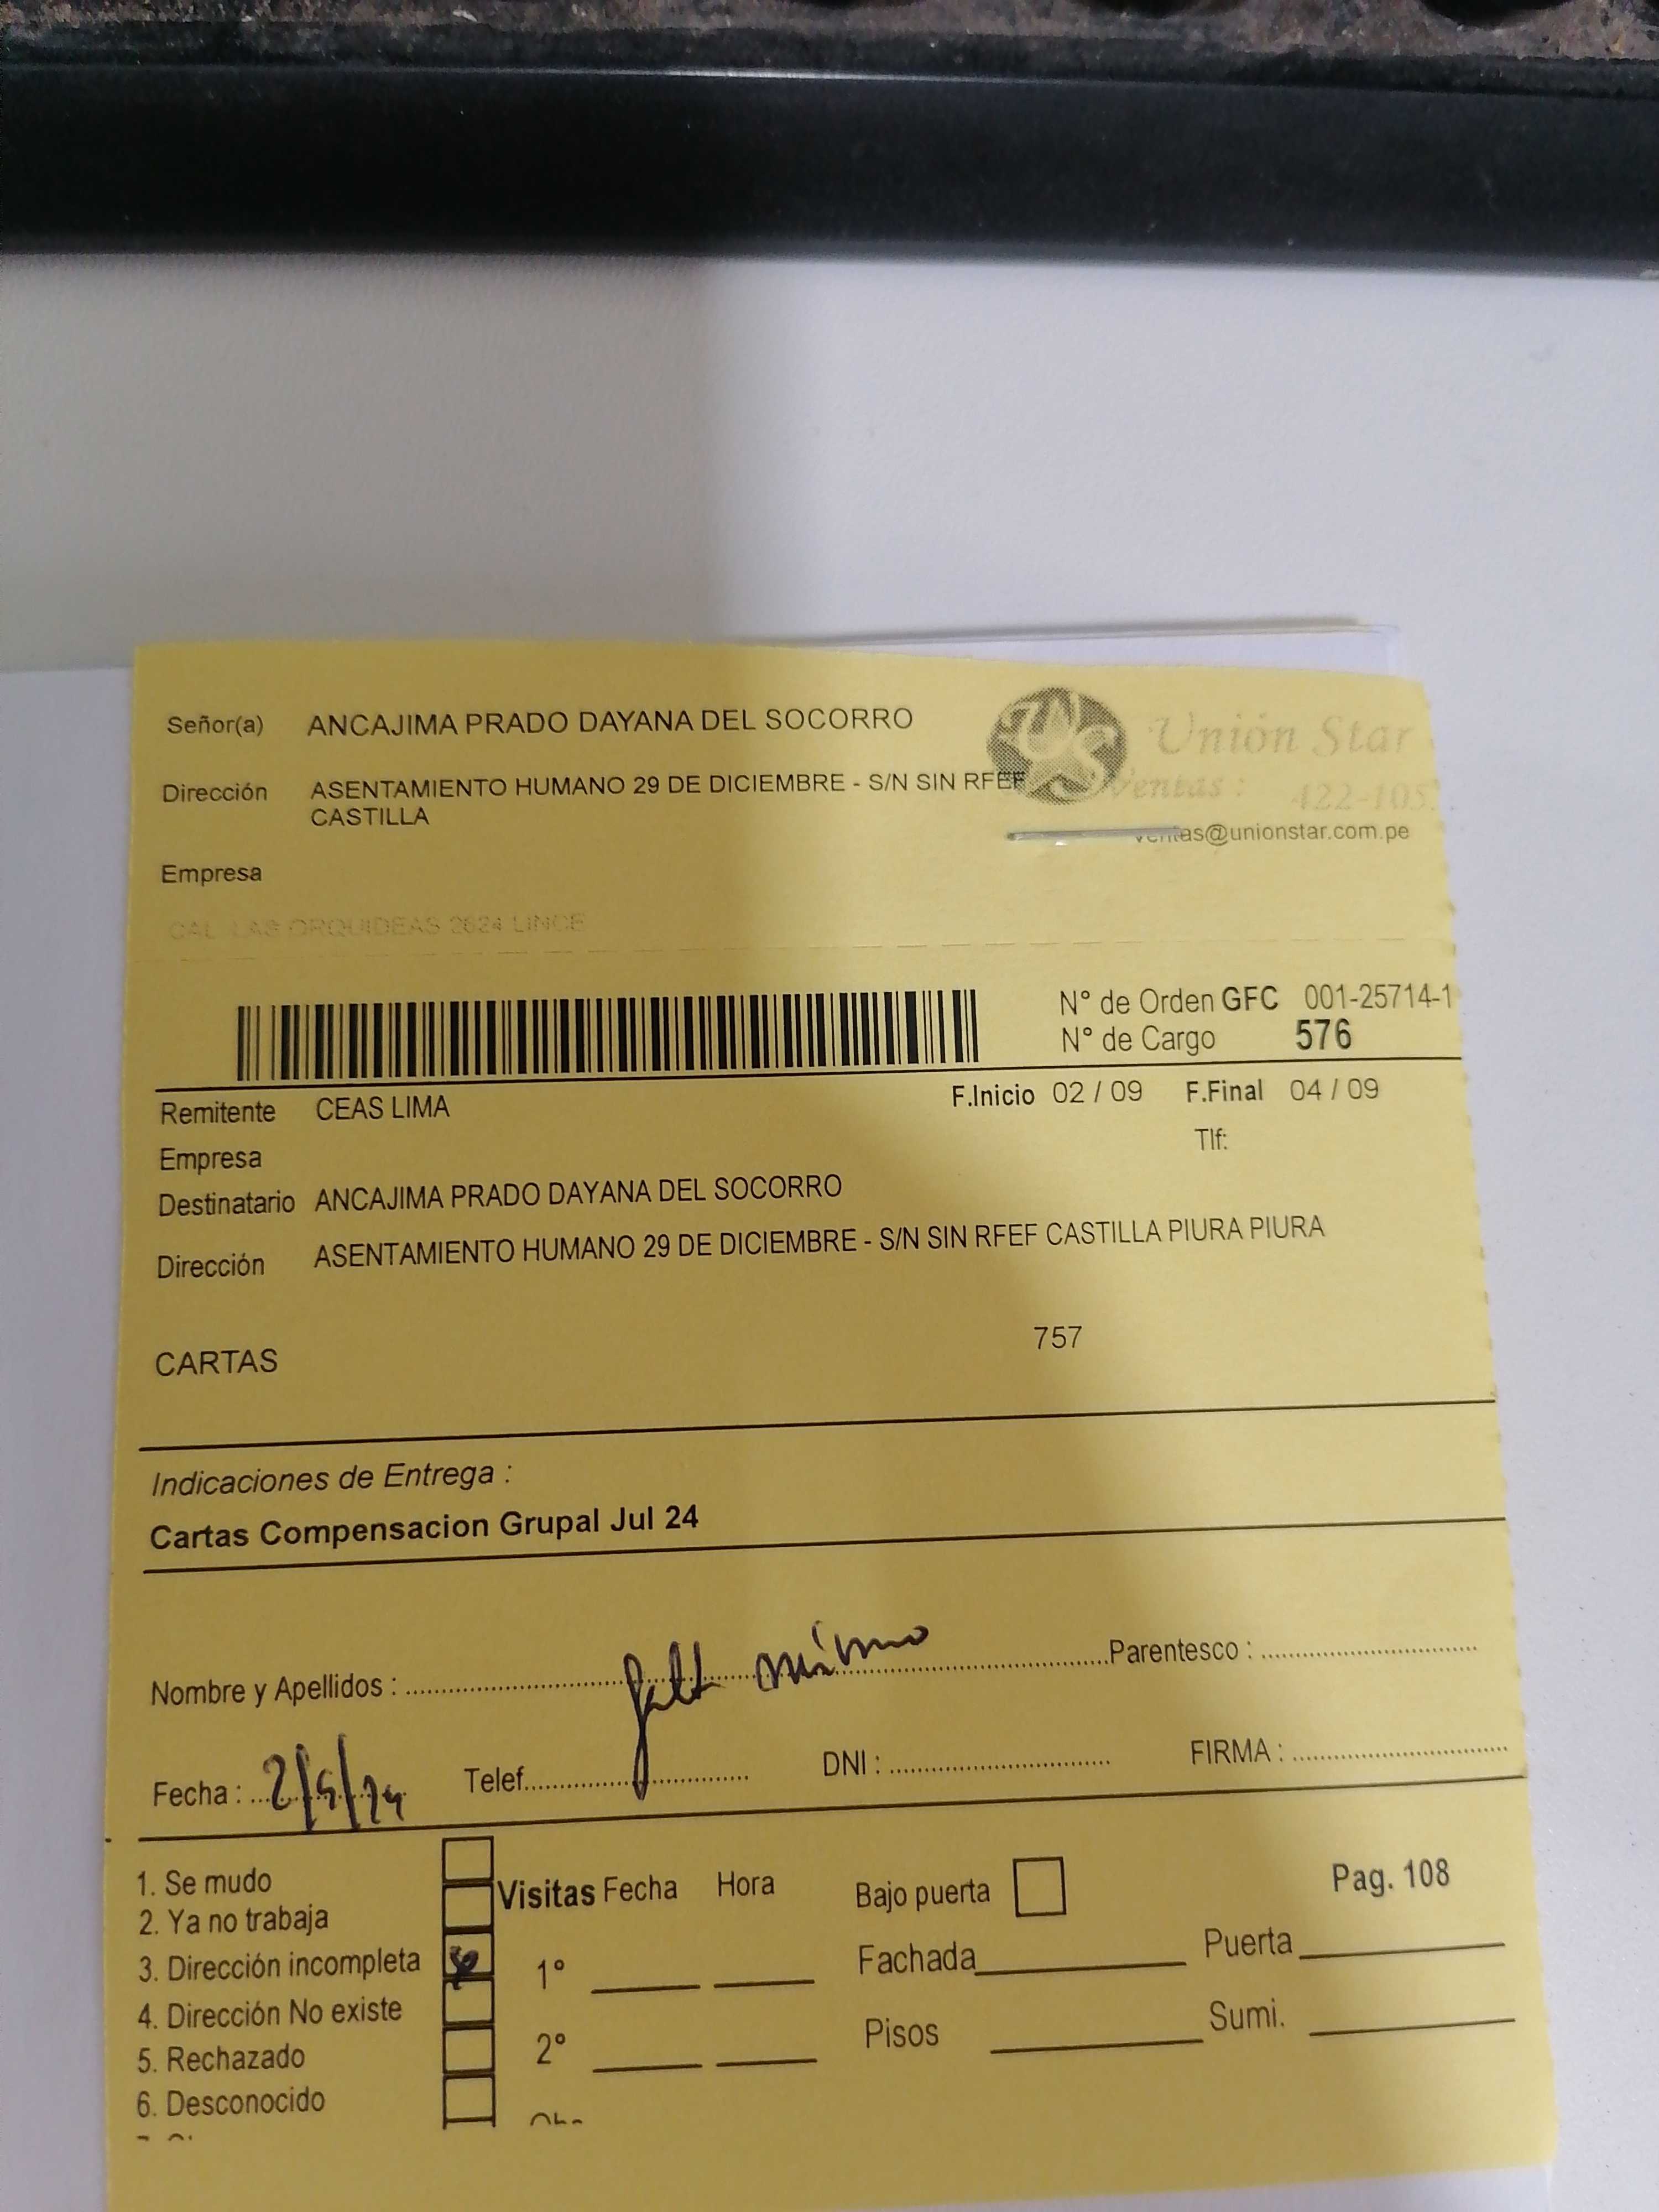 Señor(a) ANCAJIMA PRADO DAYANA DEL SOCORRO
Unión Star
Dirección ASENTAMIENTO HUMANO 29 DE DICIEMBRE - S/N SIN RFEF
CASTILLA
Ventas : 422-105
ventas@unionstar.com.pe
Empresa
CAL LAS ORQUIDEAS 2624 LINCE
N° de Orden GFC 001-25714-1
N° de Cargo 576
Remitente CEAS LIMA F.Inicio 02 / 09 F.Final 04 / 09
Empresa Tlf:
Destinatario ANCAJIMA PRADO DAYANA DEL SOCORRO
Dirección ASENTAMIENTO HUMANO 29 DE DICIEMBRE - S/N SIN RFEF CASTILLA PIURA PIURA
CARTAS 757
Indicaciones de Entrega :
Cartas Compensacion Grupal Jul 24
Nombre y Apellidos : Parentesco :
Fecha : 2/9/24 Telef. DNI : FIRMA :
1. Se mudo
2. Ya no trabaja
3. Dirección incompleta
4. Dirección No existe
5. Rechazado
6. Desconocido
Visitas Fecha Hora
1°
2°
Bajo puerta Pag. 108
Fachada Puerta
Pisos Sumi.